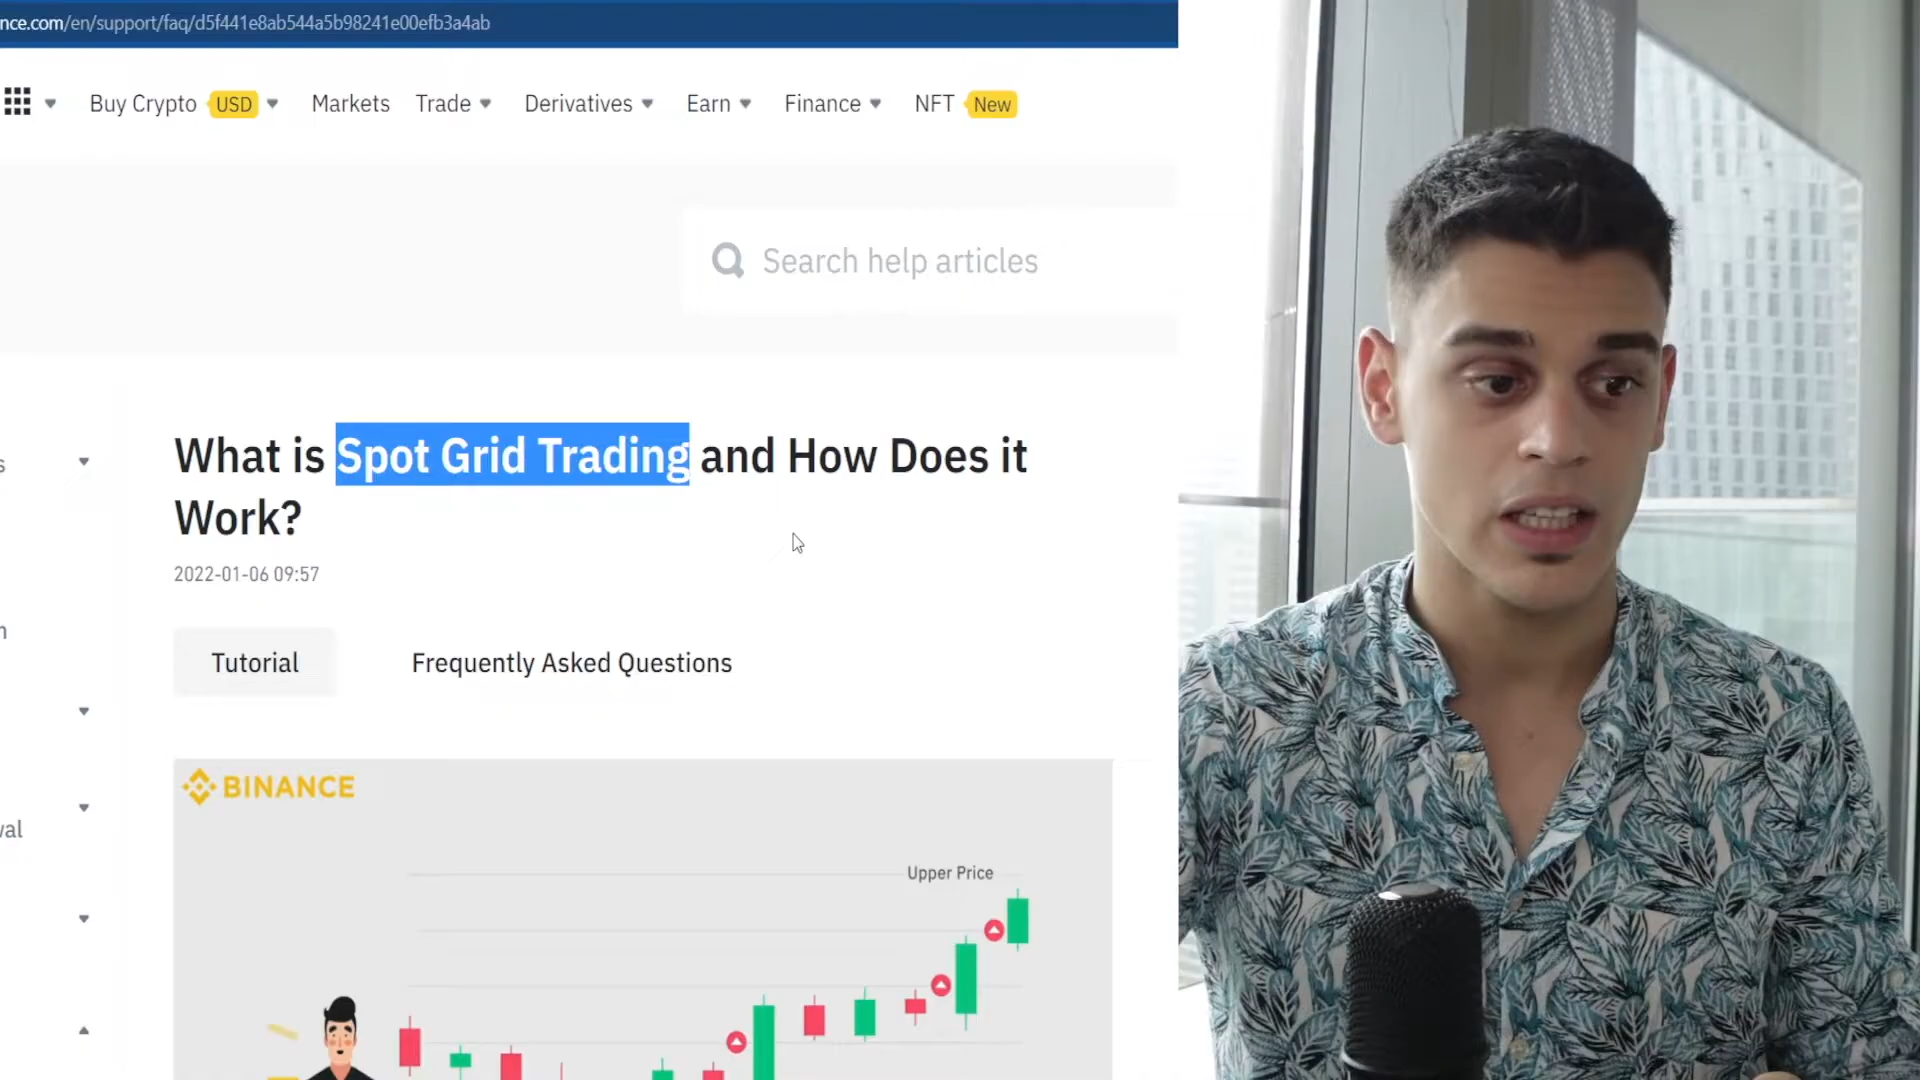 nce.com/en/support/faq/d5f441e8ab544a5b98241e00efb3a4ab
Buy Crypto USD Markets Trade Derivatives Earn Finance NFT New
Search help articles
What is Spot Grid Trading and How Does it
Work?
2022-01-06 09:57
Tutorial Frequently Asked Questions
BINANCE
Upper Price